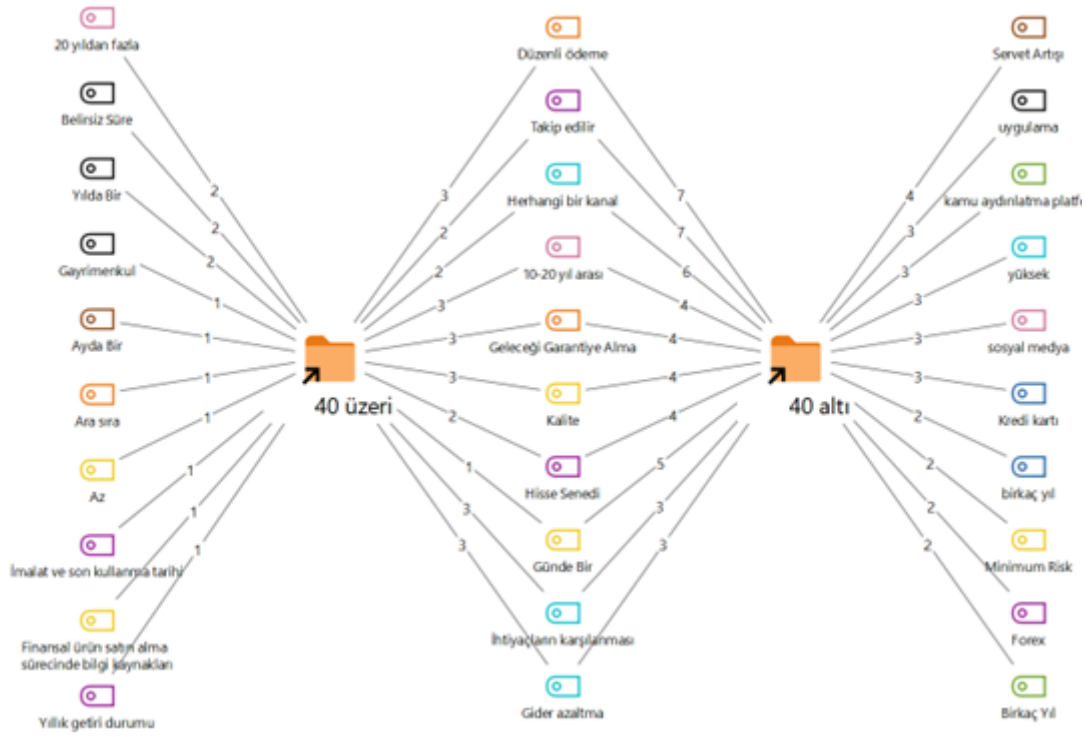 20 yıldan fazla
Belirsiz Süre
Yılda Bir
Gayrimenkul
Ayda Bir
Ara sıra
Az
İmalat ve son kullanma tarihi
Finansal ürün satın alma
sürecinde bilgi kaynakları
Yıllık getiri durumu
2
2
2
1
1
1
1
1
1
1
40 üzeri
3
2
2
3
3
3
2
1
3
3
Düzenli ödeme
Takip edilir
Herhangi bir kanal
10-20 yıl arası
Geleceği Garantiye Alma
Kalite
Hisse Senedi
Günde Bir
İhtiyaçların karşılanması
Gider azaltma
7
7
6
4
4
4
4
5
3
3
40 altı
4
3
3
3
3
3
2
2
2
2
Servet Artışı
uygulama
kamu aydınlatma platf
yüksek
sosyal medya
Kredi kartı
birkaç yıl
Minimum Risk
Forex
Birkaç Yıl